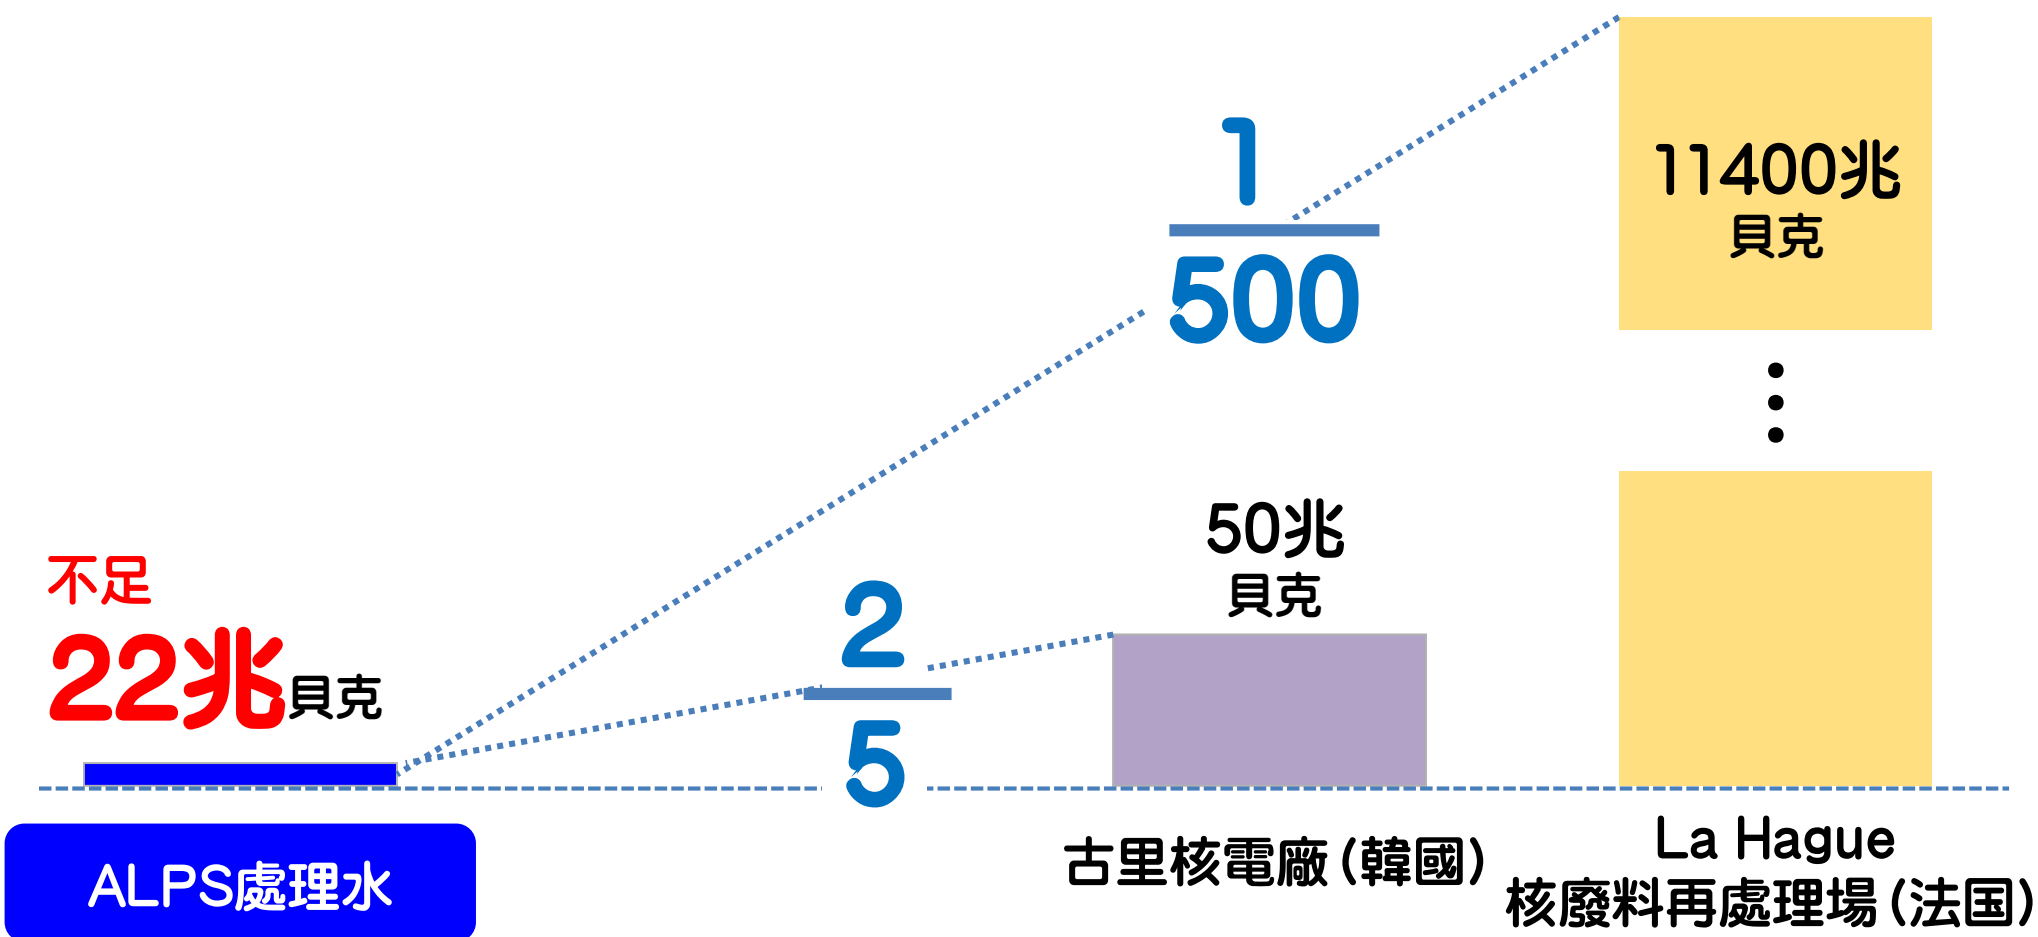 1
500
11400兆
貝克
50兆
貝克
不足
22兆貝克
2
5
ALPS處理水
古里核電廠(韓國)
La Hague
核廢料再處理場(法国)